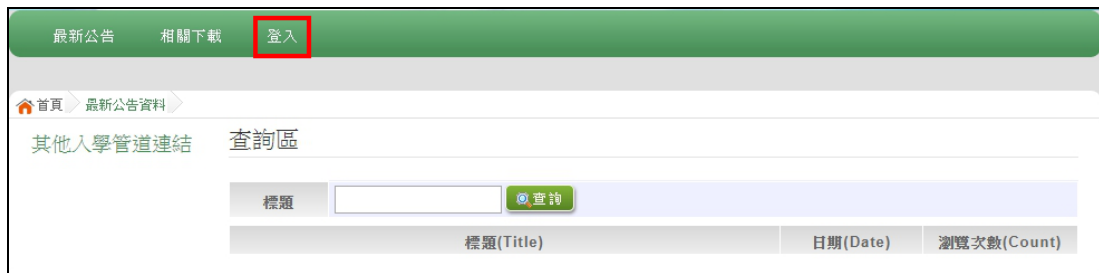 最新公告 相關下載 登入
首頁 最新公告資料
其他入學管道連結 查詢區
標題 查詢
標題(Title) 日期(Date) 瀏覽次數(Count)